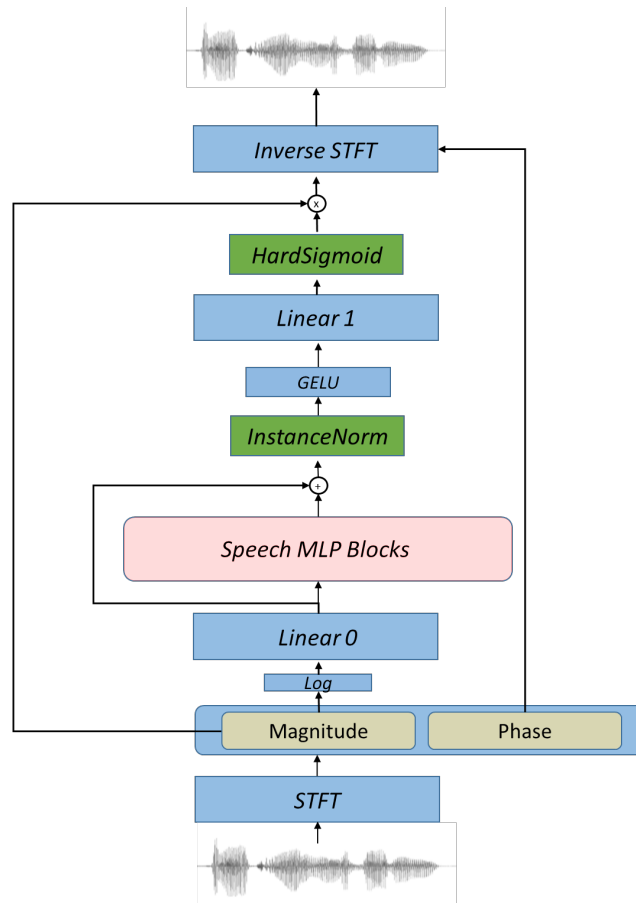 Inverse STFT
x
HardSigmoid
Linear 1
GELU
InstanceNorm
+
Speech MLP Blocks
Linear 0
Log
Magnitude
Phase
STFT